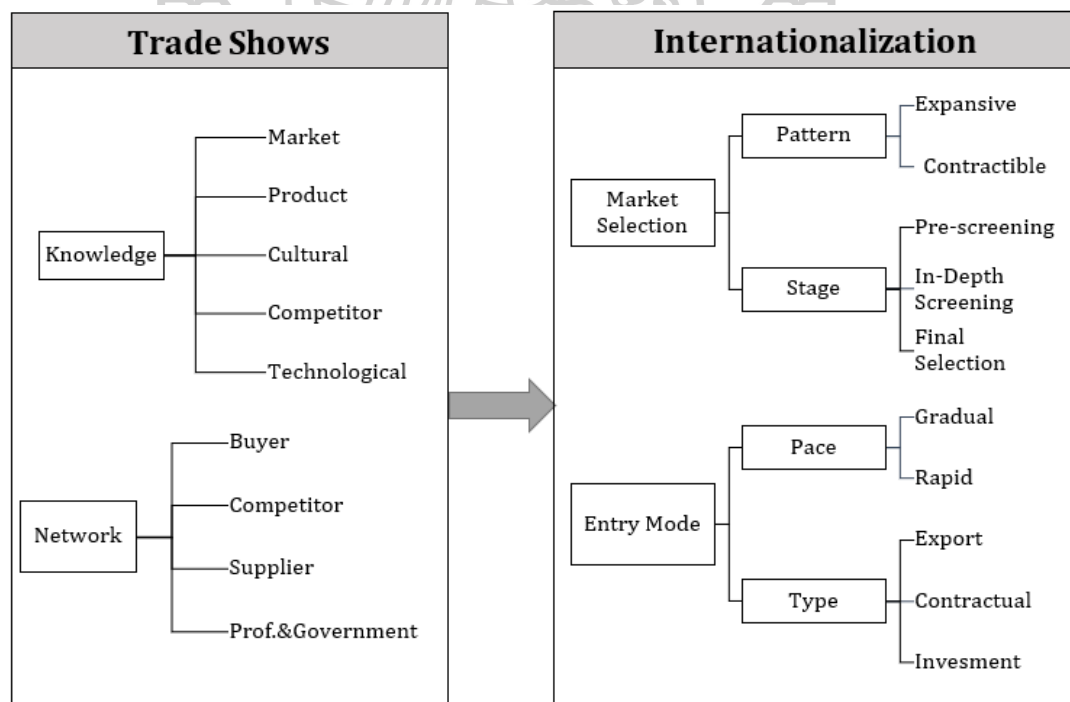 Trade Shows
Knowledge
Market
Product
Cultural
Competitor
Technological
Network
Buyer
Competitor
Supplier
Prof.&Government
Internationalization
Market
Selection
Pattern
Expansive
Contractible
Stage
Pre-screening
In-Depth
Screening
Final
Selection
Entry Mode
Pace
Gradual
Rapid
Type
Export
Contractual
Invesment